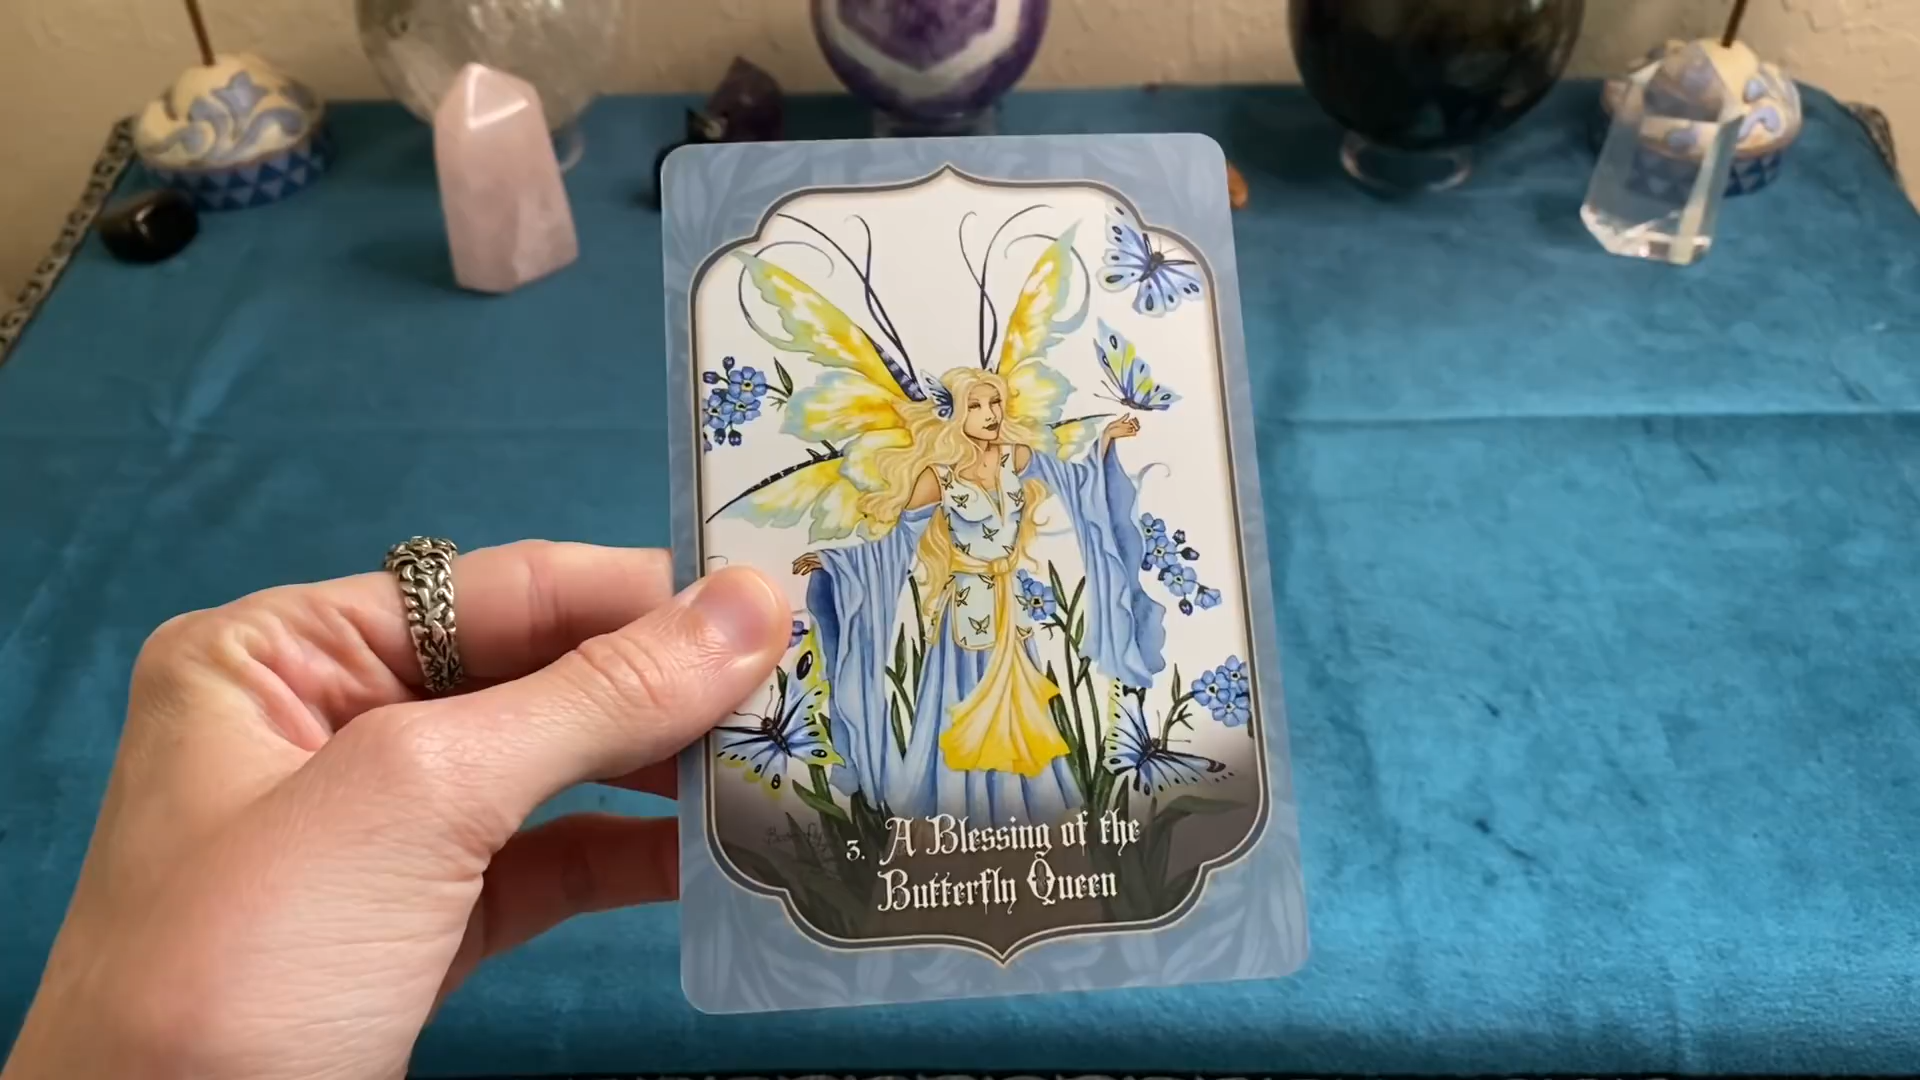 3. A Blessing of the
Butterfly Queen